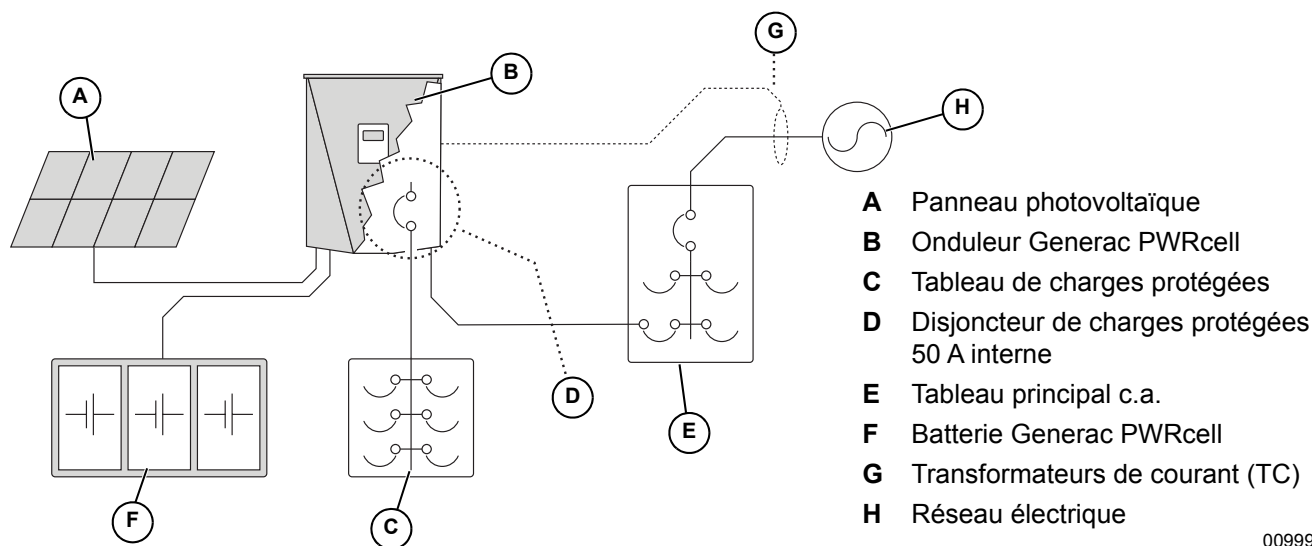 G
B
A
H
A Panneau photovoltaïque
B Onduleur Generac PWRcell
C Tableau de charges protégées
D Disjoncteur de charges protégées
50 A interne
E Tableau principal c.a.
F Batterie Generac PWRcell
G Transformateurs de courant (TC)
H Réseau électrique
D
E
F
C
00999